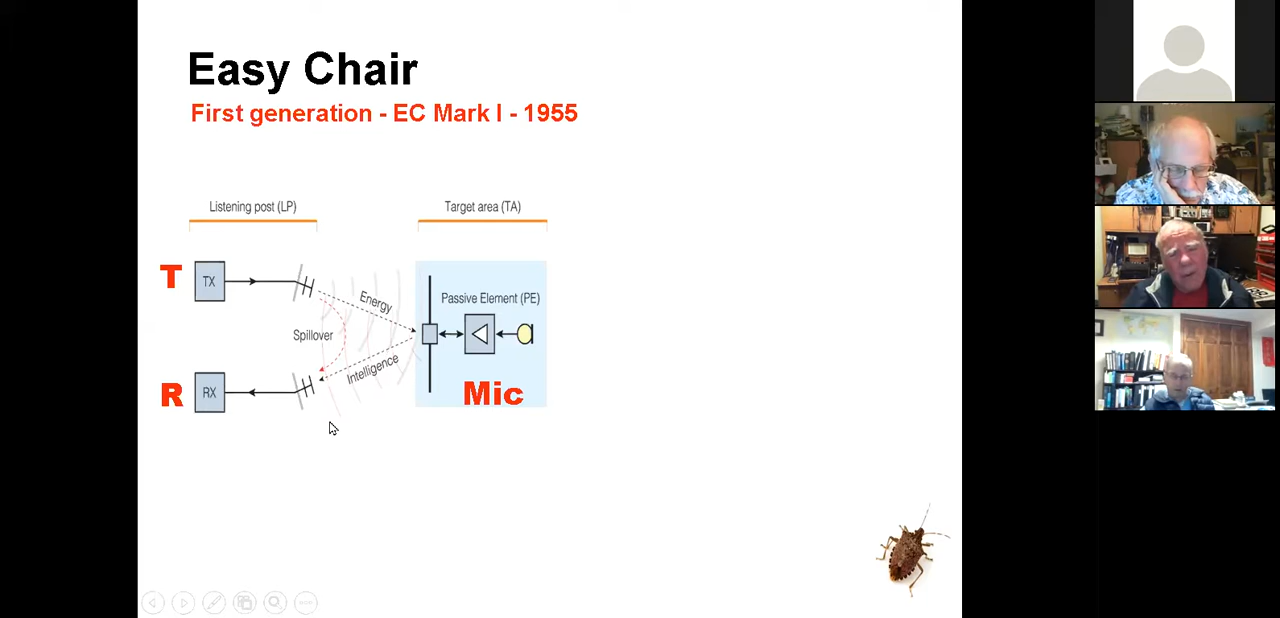 Easy Chair
First generation - EC Mark I - 1955
Listening post (LP)
Target area (TA)
T
TX
Energy
Passive Element (PE)
Spillover
Intelligence
R
RX
Mic